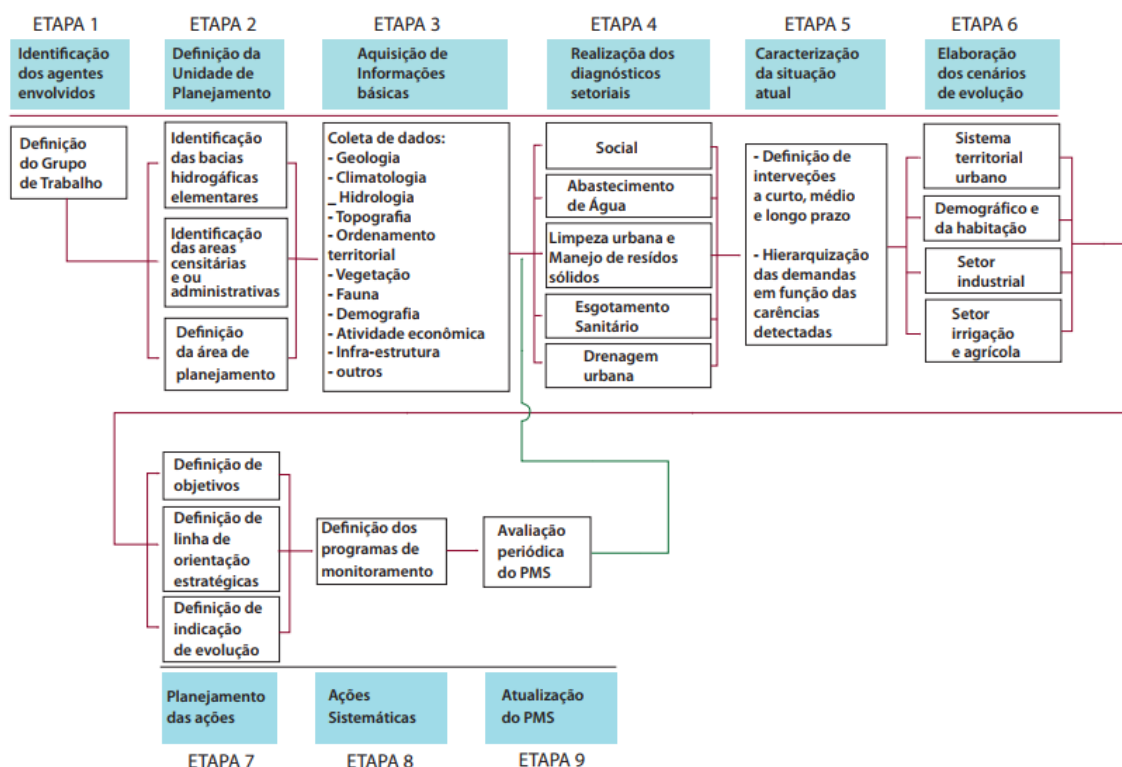 ETAPA 1
Identificação
dos agentes
envolvidos
Definição
do Grupo
de Trabalho
ETAPA 2
Definição da
Unidade de
Planejamento
Identificação
das bacias
hidrogáficas
elementares
Identificação
das areas
censitárias
e ou
administrativas
Definição
da área de
planejamento
ETAPA 3
Aquisição de
Informações
básicas
Coleta de dados:
- Geologia
- Climatologia
_ Hidrologia
- Topografia
- Ordenamento
territorial
- Vegetação
- Fauna
- Demografia
- Atividade econômica
- Infra-estrutura
- outros
ETAPA 4
Realizaçõa dos
diagnósticos
setoriais
Social
Abastecimento
de Água
Limpeza urbana e
Manejo de resídos
sólidos
Esgotamento
Sanitário
Drenagem
urbana
ETAPA 5
Caracterização
da situação
atual
- Definição de
interveções
a curto, médio
e longo prazo
- Hierarquização
das demandas
em função das
carências
detectadas
ETAPA 6
Elaboração
dos cenários
de evolução
Sistema
territorial
urbano
Demográfico e
da habitação
Setor
industrial
Setor
irrigação
e agrícola
Definição de
objetivos
Definição de
linha de
orientação
estratégicas
Definição de
indicação
de evolução
Planejamento
das ações
ETAPA 7
Definição dos
programas de
monitoramento
Ações
Sistemáticas
ETAPA 8
Avaliação
periódica
do PMS
Atualização
do PMS
ETAPA 9